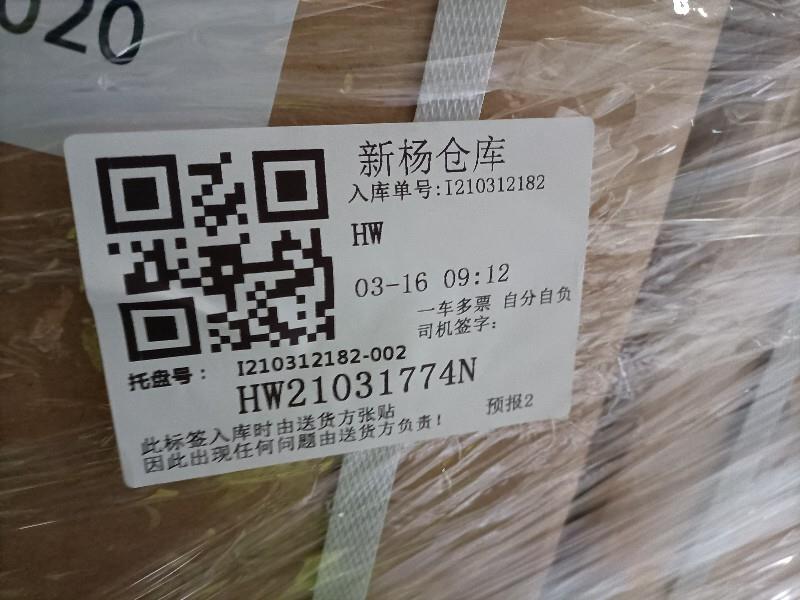 020
新杨仓库
入库单号:I210312182
HW
03-16 09:12
一车多票 自分自负
司机签字:
托盘号： I210312182-002
HW21031774N
预报2
此标签入库时由送货方张贴
因此出现任何问题由送货方负责!